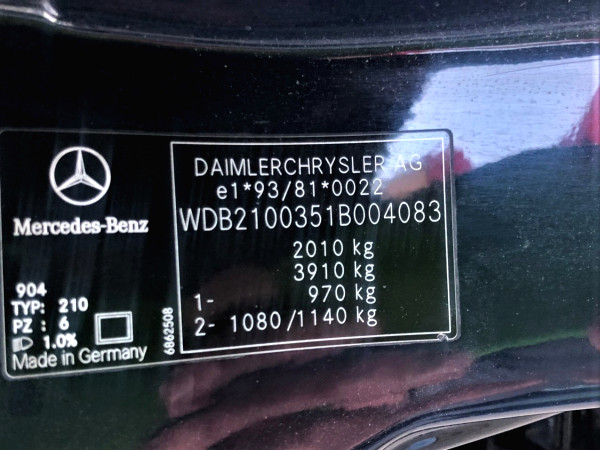 Mercedes-Benz
904
TYP: 210
PZ : 6
1.0%
Made in Germany
6862508
DAIMLERCHRYSLER AG
e1*93/81*0022
WDB2100351B004083
2010 kg
3910 kg
1- 970 kg
2- 1080/1140 kg